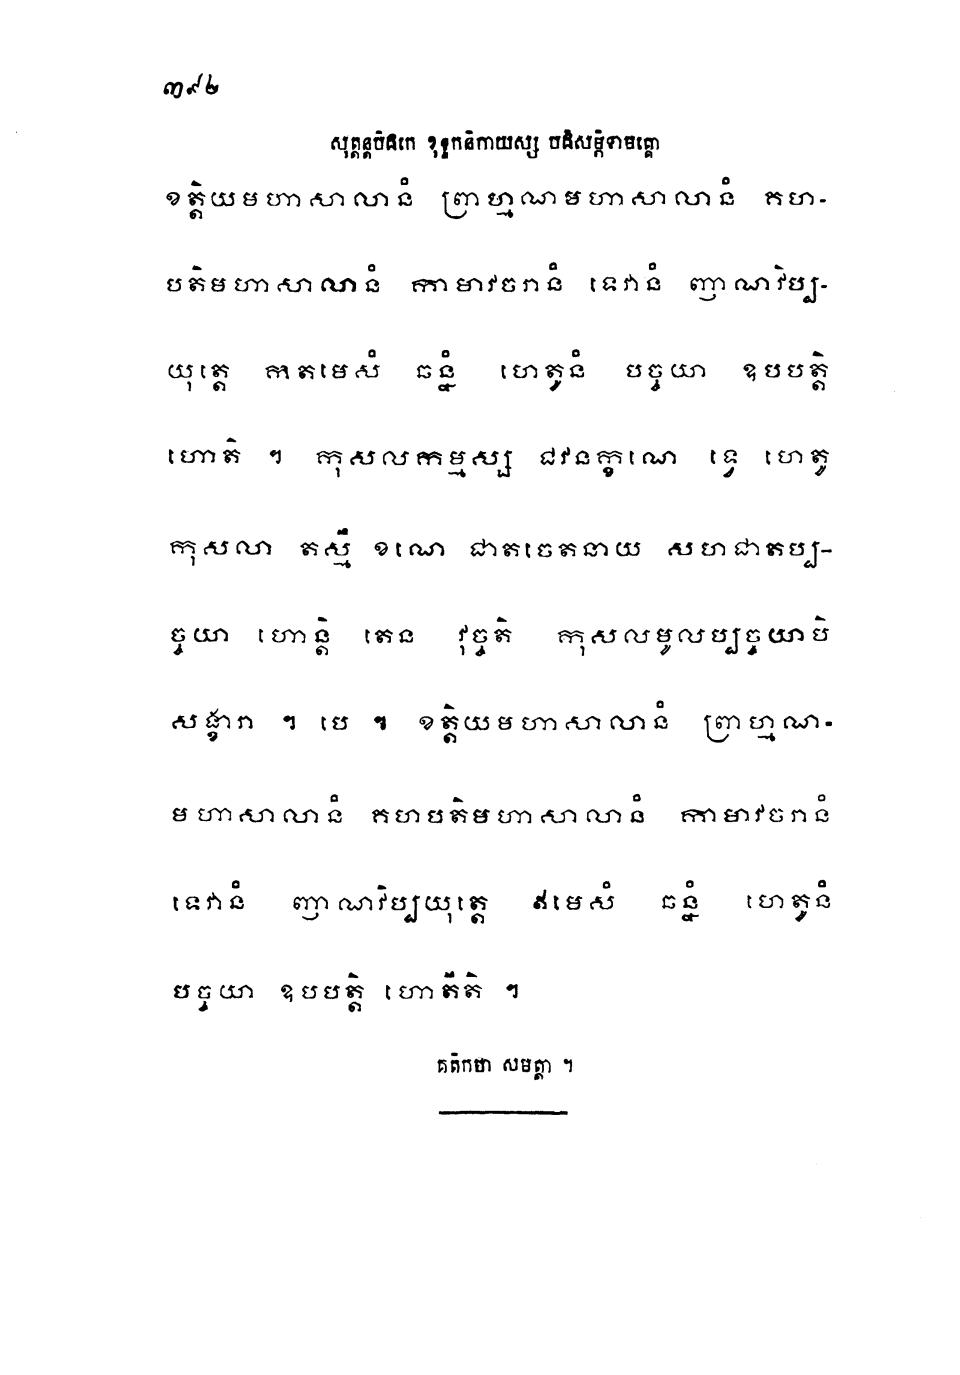 ៣៩២
សុត្តន្តបិដកេ ខុទ្ទកនិកាយស្ស បដិសម្ភិទាមគ្គោ
ខត្តិយមហាសាលានំ ព្រាហ្មណមហាសាលានំ គហ-
បតិមហាសាលានំ កាមាវចរានំ ទេវានំ ញាណវិប្ប-
យុត្តេ កតមេសំ ឆន្នំ ហេតូនំ បច្ចយា ឧបបត្តិ
ហោតិ ។ កុសលកម្មស្ស ជវនក្ខណេ ទ្វេ ហេតូ
កុសលា តស្មឹ ខណេ ជាតចេតនាយ សហជាតប្ប-
ច្ចយា ហោន្តិ តេន វុច្ចតិ កុសលមូលប្បច្ចយាបិ
សង្ខារា ។ បេ ។ ខត្តិយមហាសាលានំ ព្រាហ្មណ-
មហាសាលានំ គហបតិមហាសាលានំ កាមាវចរានំ
ទេវានំ ញាណវិប្បយុត្តេ ឥមេសំ ឆន្នំ ហេតូនំ
បច្ចយា ឧបបត្តិ ហោតីតិ ។
គតិកថា សមត្តា ។